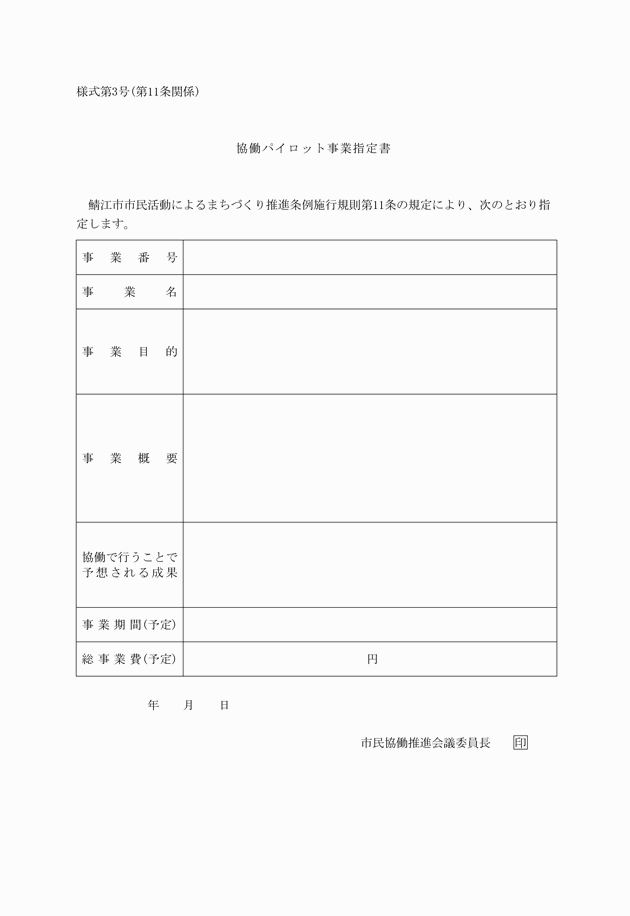 様式第3号(第11条関係)
協働パイロット事業指定書
鯖江市市民活動によるまちづくり推進条例施行規則第11条の規定により、次のとおり指
定します。
事業番号
事業名
事業目的
事業概要
協働で行うことで
予想される成果
事業期間(予定)
総事業費(予定) 円
年 月 日
市民協働推進会議委員長 印